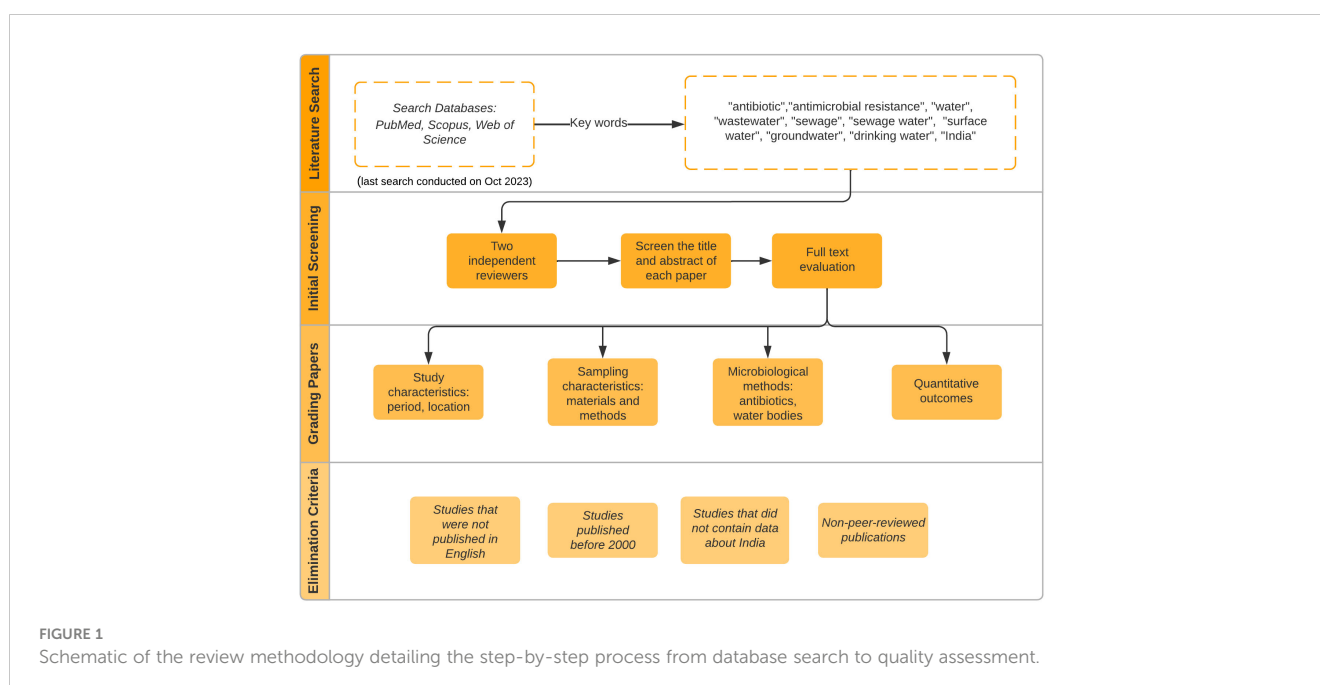 Literature Search
Search Databases:
PubMed, Scopus, Web of
Science
(last search conducted on Oct 2023)
Key words
"antibiotic","antimicrobial resistance", "water",
"wastewater", "sewage", "sewage water", "surface
water", "groundwater", "drinking water", "India"
Initial Screening
Two
independent
reviewers
Screen the title
and abstract of
each paper
Full text
evaluation
Grading Papers
Study
characteristics:
period, location
Sampling
characteristics:
materials and
methods
Microbiological
methods:
antibiotics,
water bodies
Quantitative
outcomes
Elimination Criteria
Studies that
were not
published in
English
Studies
published
before 2000
Studies that did
not contain data
about India
Non-peer-reviewed
publications
FIGURE 1
Schematic of the review methodology detailing the step-by-step process from database search to quality assessment.